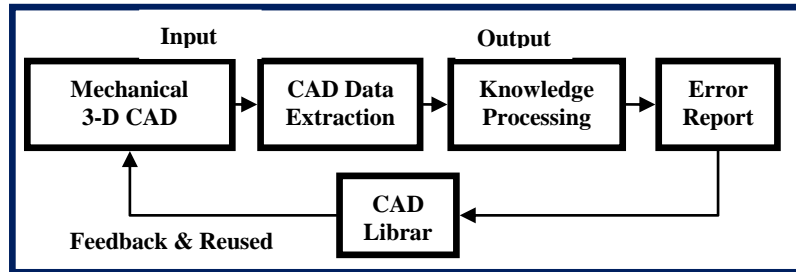 Input
Output
Mechanical
3-D CAD
CAD Data
Extraction
Knowledge
Processing
Error
Report
CAD
Librar
Feedback & Reused